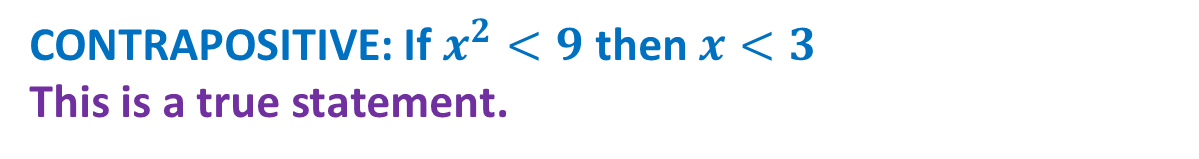 CONTRAPOSITIVE: If x² < 9 then x < 3
This is a true statement.